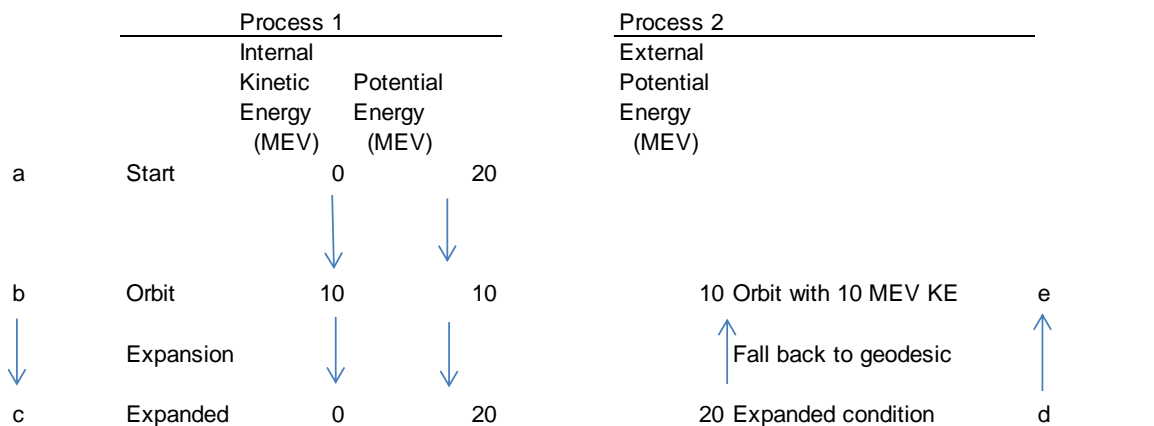 Process 1 Process 2
Internal External
Kinetic Potential Potential
Energy Energy Energy
(MEV) (MEV) (MEV)
a Start 0 20
b Orbit 10 10 10 Orbit with 10 MEV KE e
Expansion Fall back to geodesic
c Expanded 0 20 20 Expanded condition d